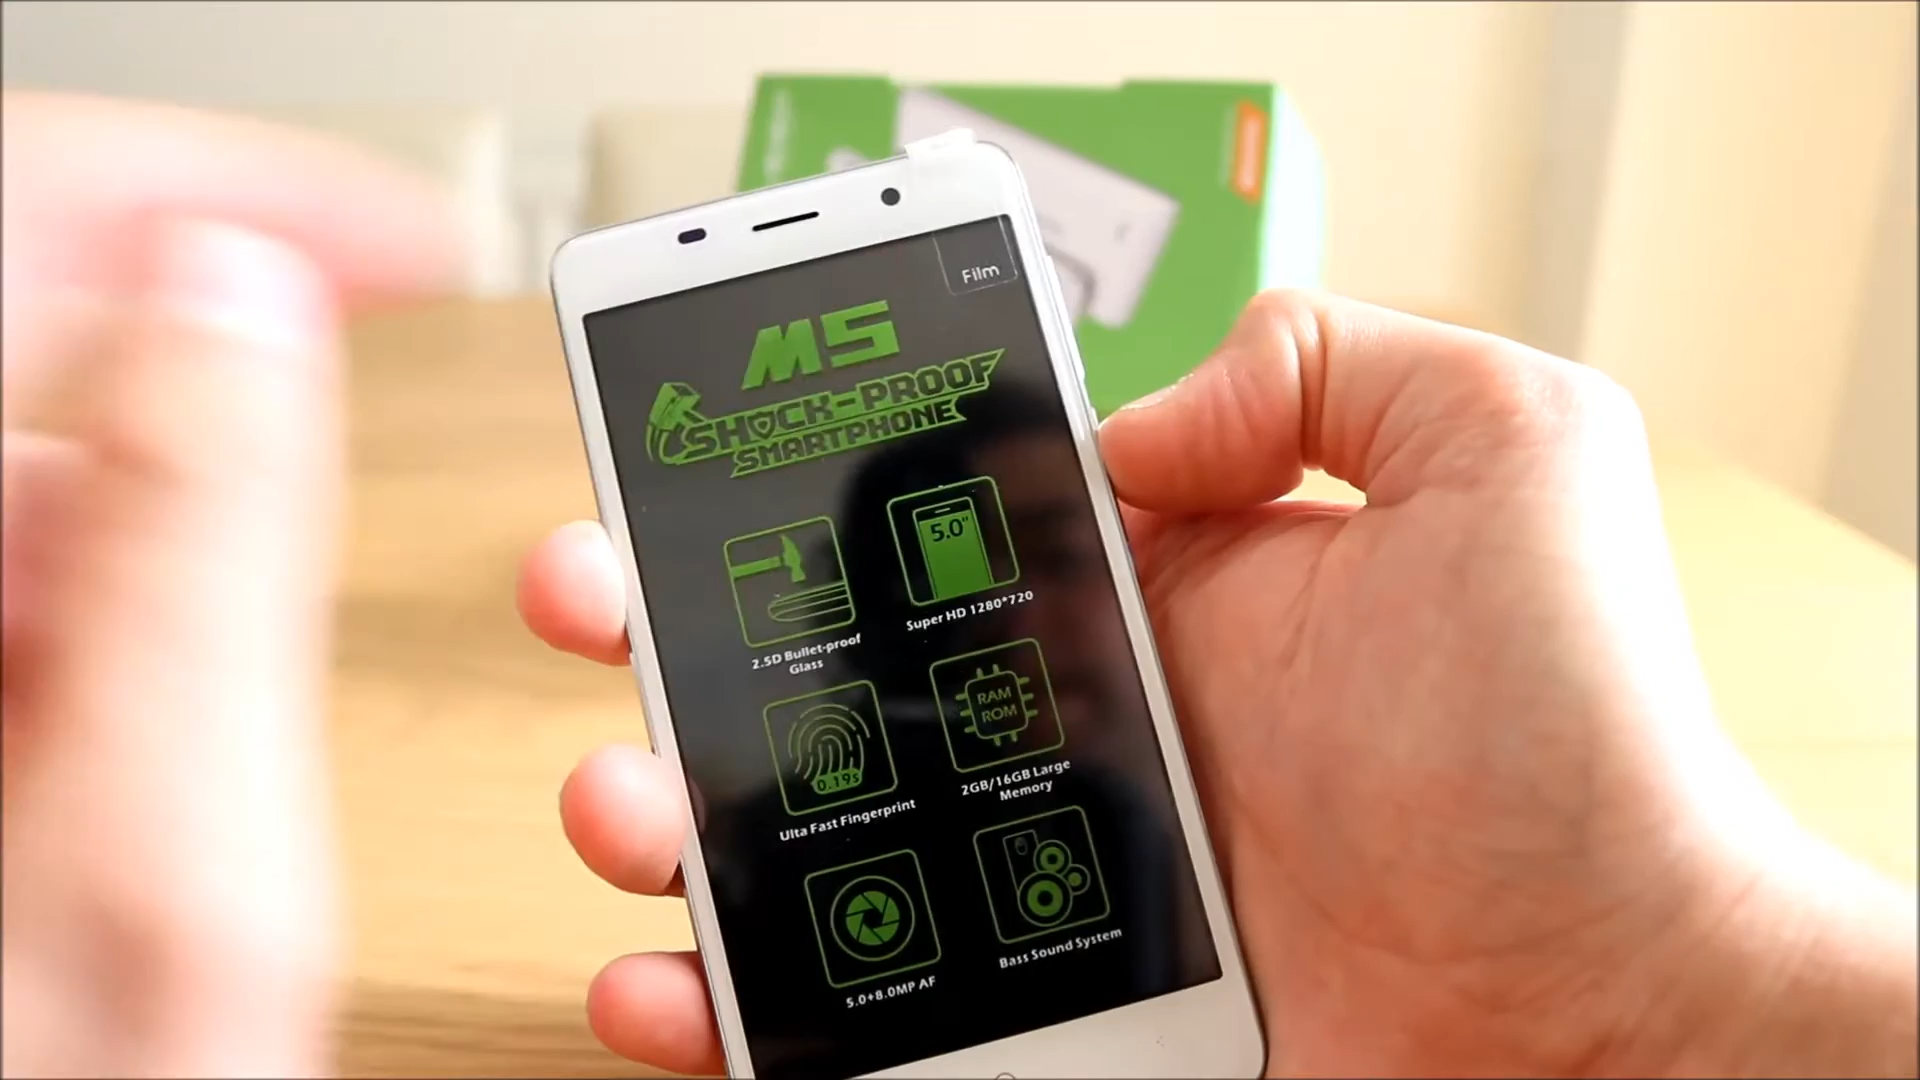 Film
M5
SHOCK-PROOF
SMARTPHONE
5.0"
2.5D Bullet-proof
Glass
Super HD 1280*720
0.19s
RAM
ROM
Ulta Fast Fingerprint
2GB/16GB Large
Memory
5.0+8.0MP AF
Bass Sound System